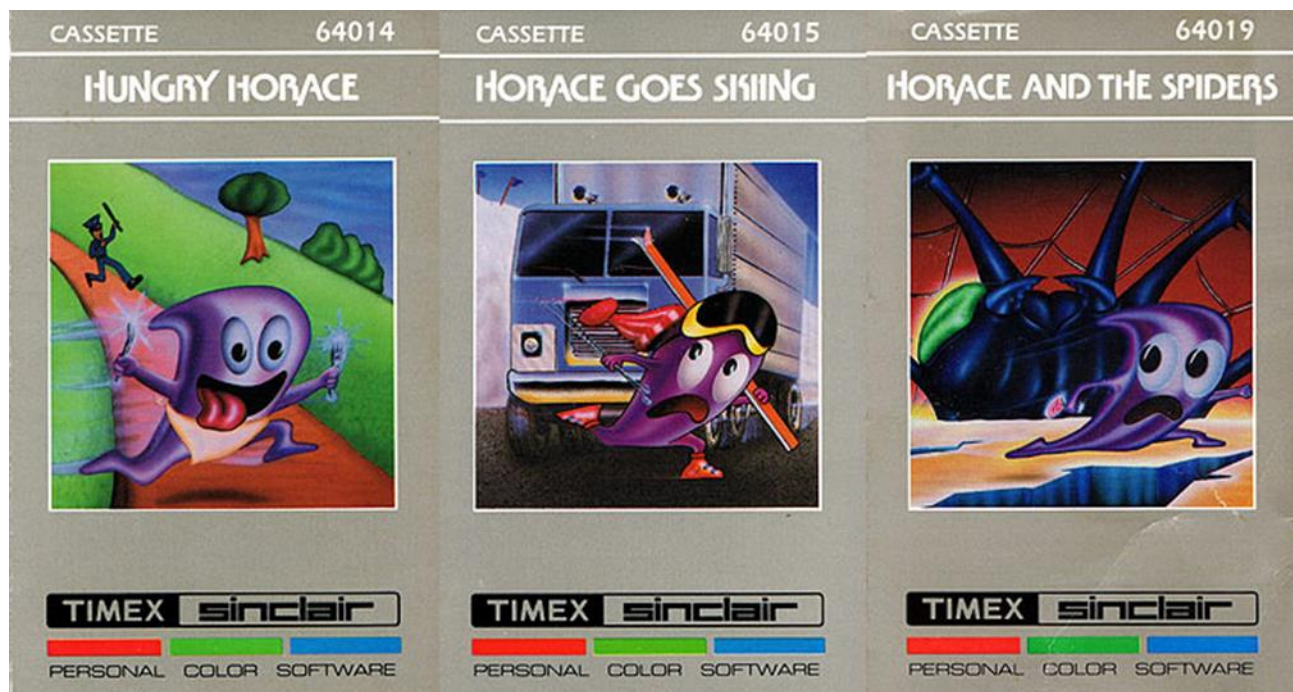 CASSETTE 64014
HUNGRY HORACE
TIMEX sinclair
PERSONAL COLOR SOFTWARE
CASSETTE 64015
HORACE GOES SKIING
TIMEX sinclair
PERSONAL COLOR SOFTWARE
CASSETTE 64019
HORACE AND THE SPIDERS
TIMEX sinclair
PERSONAL COLOR SOFTWARE